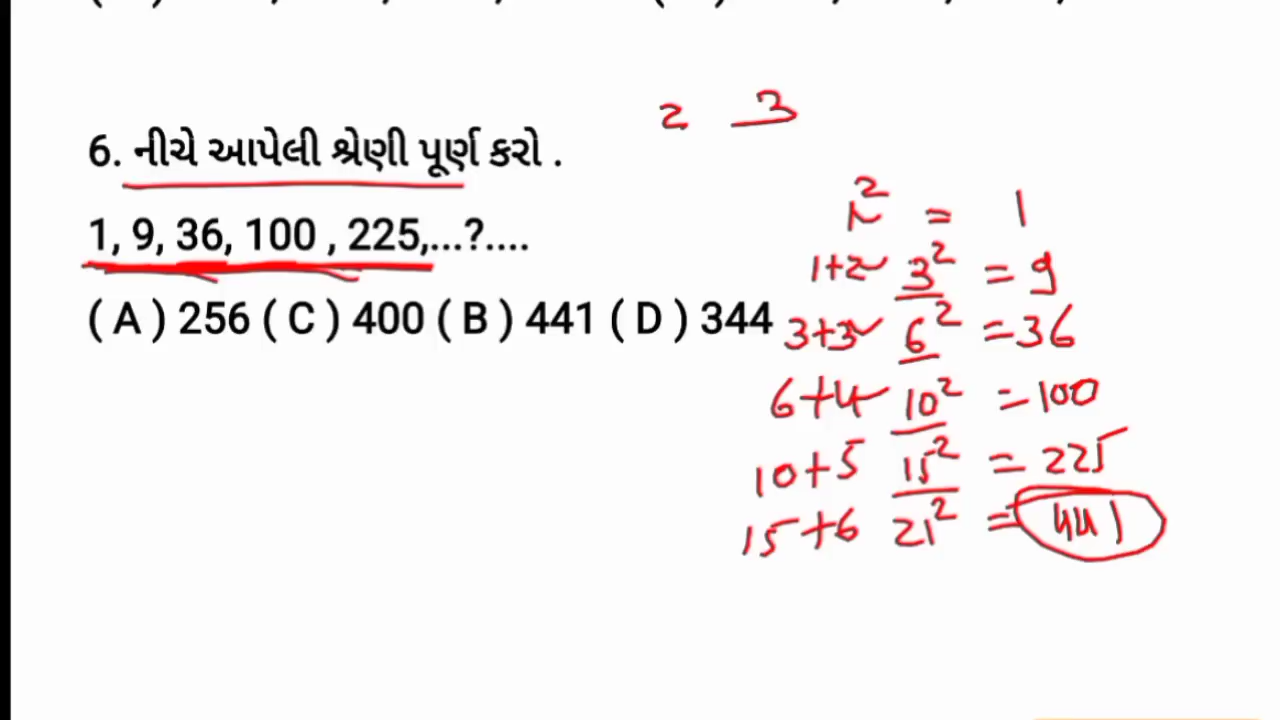 6. નીચે આપેલી શ્રેણી પૂર્ણ કરો .
1, 9, 36, 100 , 225,...?....
( A ) 256 ( C ) 400 ( B ) 441 ( D ) 344
2 3
1² = 1
1+2 3² = 9
3+3 6² = 36
6+4 10² = 100
10+5 15² = 225
15+6 21² = 441